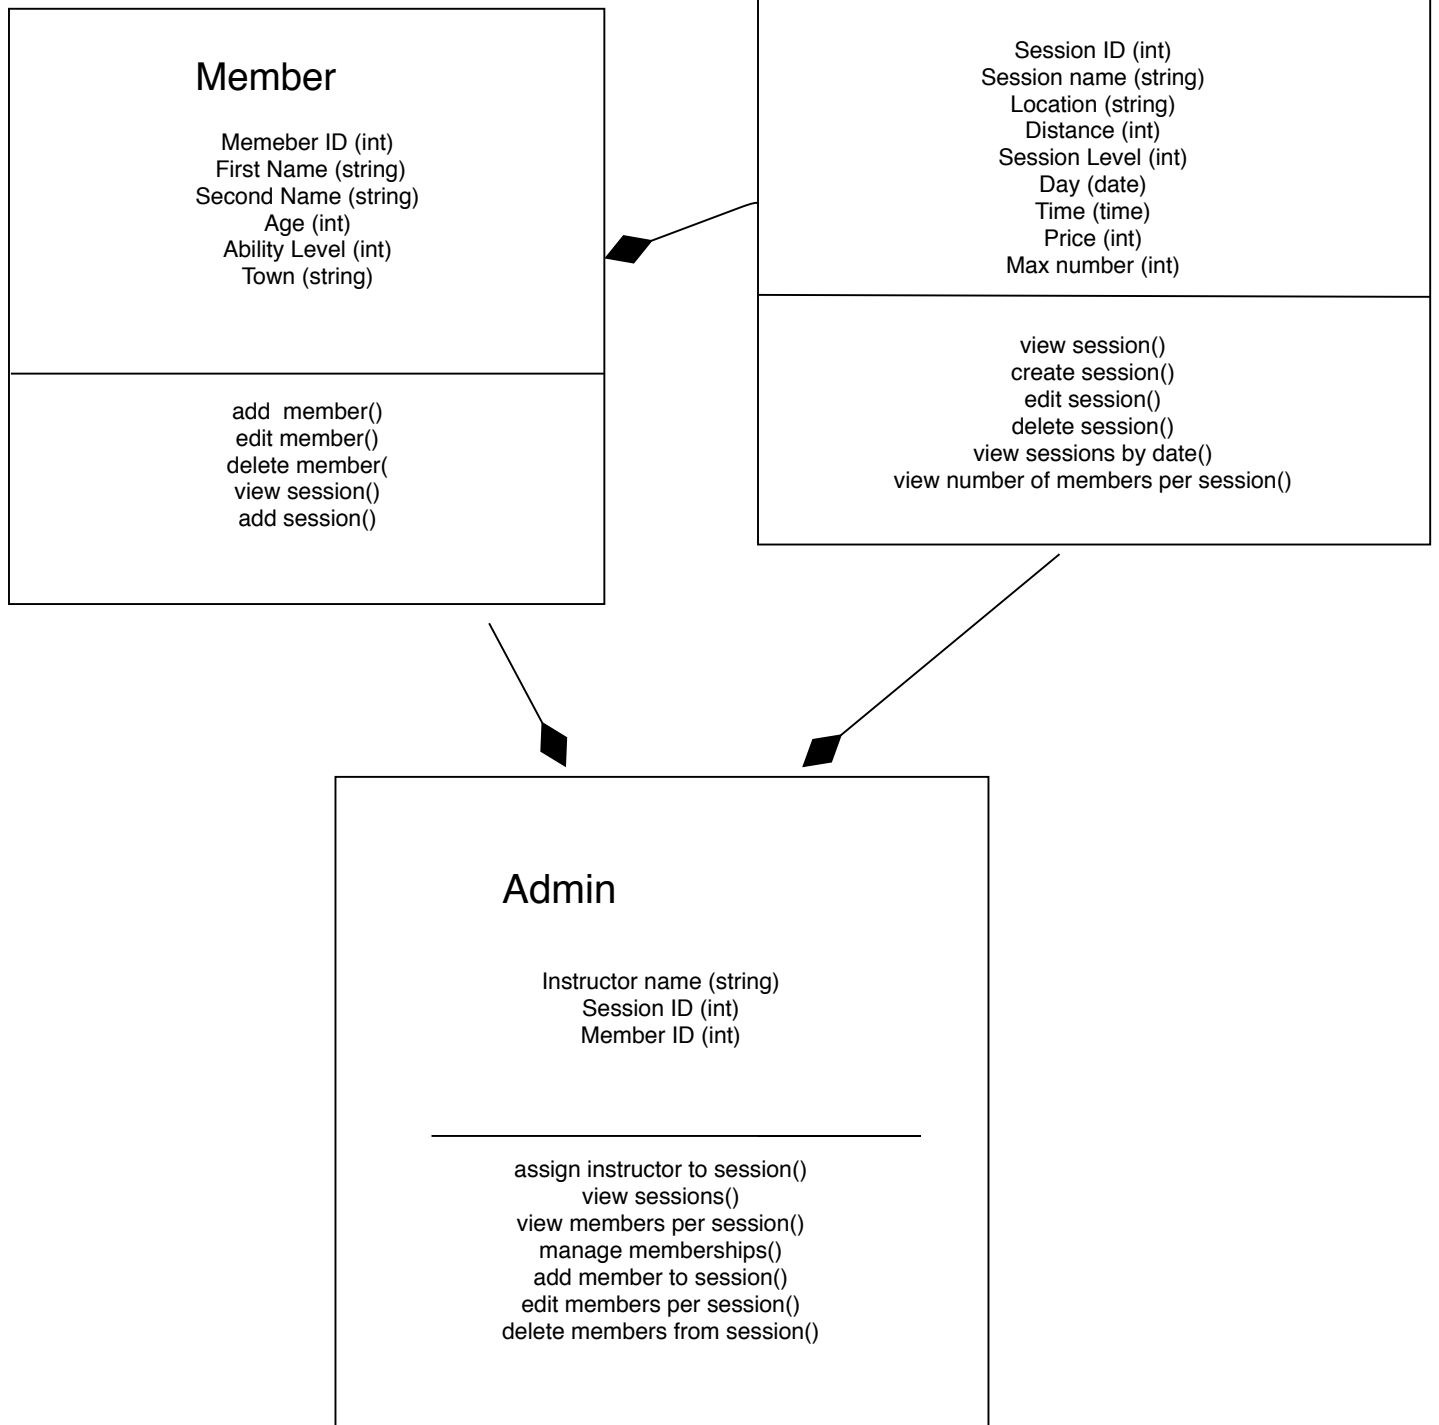 Member
Memeber ID (int)
First Name (string)
Second Name (string)
Age (int)
Ability Level (int)
Town (string)
add  member()
edit member()
delete member(
view session()
add session()
Session ID (int)
Session name (string)
Location (string)
Distance (int)
Session Level (int)
Day (date)
Time (time)
Price (int)
Max number (int)
view session()
create session()
edit session()
delete session()
view sessions by date()
view number of members per session()
Admin
Instructor name (string)
Session ID (int)
Member ID (int)
assign instructor to session()
view sessions()
view members per session()
manage memberships()
add member to session()
edit members per session()
delete members from session()